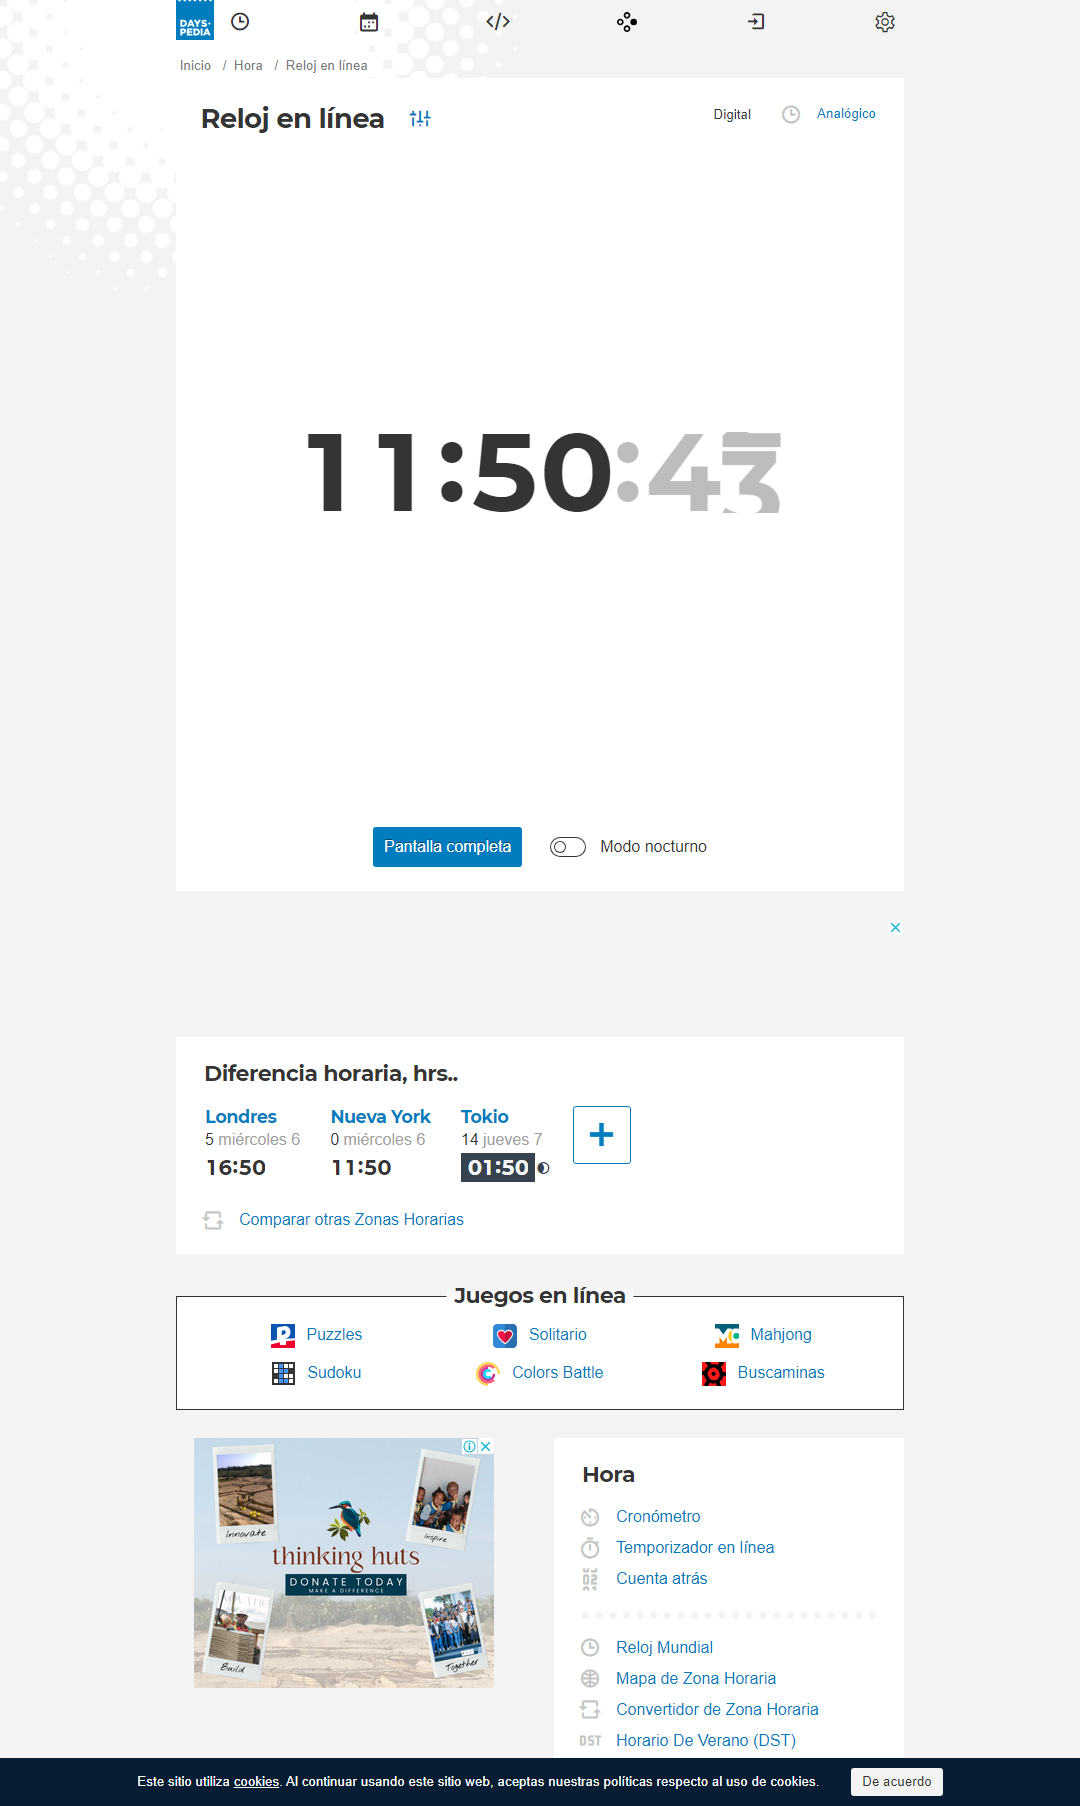 DAYS•
PEDIA
Inicio / Hora / Reloj en línea
Reloj en línea
Digital
Analógico
11:50:43
Pantalla completa
Modo nocturno
Diferencia horaria, hrs..
Londres
5 miércoles 6
16:50
Nueva York
0 miércoles 6
11:50
Tokio
14 jueves 7
01:50
Comparar otras Zonas Horarias
Juegos en línea
Puzzles
Solitario
Mahjong
Sudoku
Colors Battle
Buscaminas
Innovate
Inspire
thinking huts
DONATE TODAY
MAKE A DIFFERENCE
Build
Together
Hora
Cronómetro
Temporizador en línea
Cuenta atrás
Reloj Mundial
Mapa de Zona Horaria
Convertidor de Zona Horaria
DST Horario De Verano (DST)
Este sitio utiliza cookies. Al continuar usando este sitio web, aceptas nuestras políticas respecto al uso de cookies.
De acuerdo